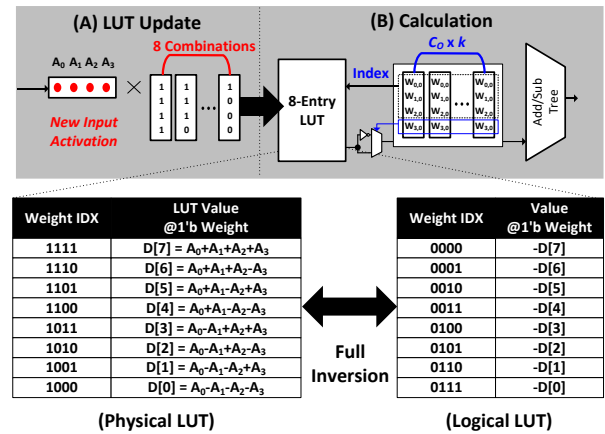 (A) LUT Update
(B) Calculation
8 Combinations
A₀ A₁ A₂ A₃
1 1 1
1 1 0
1 1 ... 0
1 0 0
New Input
Activation
8-Entry
LUT
Index
C_O x k
W₀,₀ W₀,₀ W₀,₀
W₁,₀ W₁,₀ W₁,₀
W₂,₀ W₂,₀ ... W₂,₀
W₃,₀ W₃,₀ W₃,₀
Add/Sub
Tree
Weight IDX LUT Value @1'b Weight
1111 D[7] = A₀+A₁+A₂+A₃
1110 D[6] = A₀+A₁+A₂-A₃
1101 D[5] = A₀+A₁-A₂+A₃
1100 D[4] = A₀+A₁-A₂-A₃
1011 D[3] = A₀-A₁+A₂+A₃
1010 D[2] = A₀-A₁+A₂-A₃
1001 D[1] = A₀-A₁-A₂+A₃
1000 D[0] = A₀-A₁-A₂-A₃
(Physical LUT)
Full
Inversion
Weight IDX Value @1'b Weight
0000 -D[7]
0001 -D[6]
0010 -D[5]
0011 -D[4]
0100 -D[3]
0101 -D[2]
0110 -D[1]
0111 -D[0]
(Logical LUT)